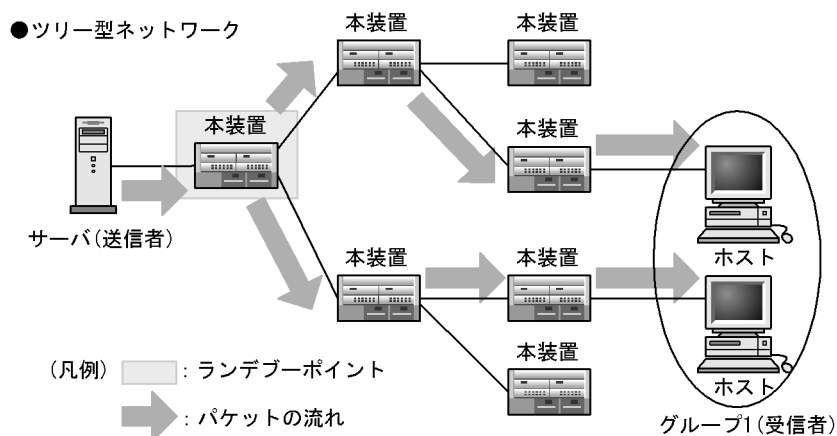 ●ツリー型ネットワーク
本装置
本装置
本装置
本装置
サーバ(送信者)
ホスト
本装置
本装置
本装置
ホスト
グループ1(受信者)
(凡例)
：ランデブーポイント
：パケットの流れ